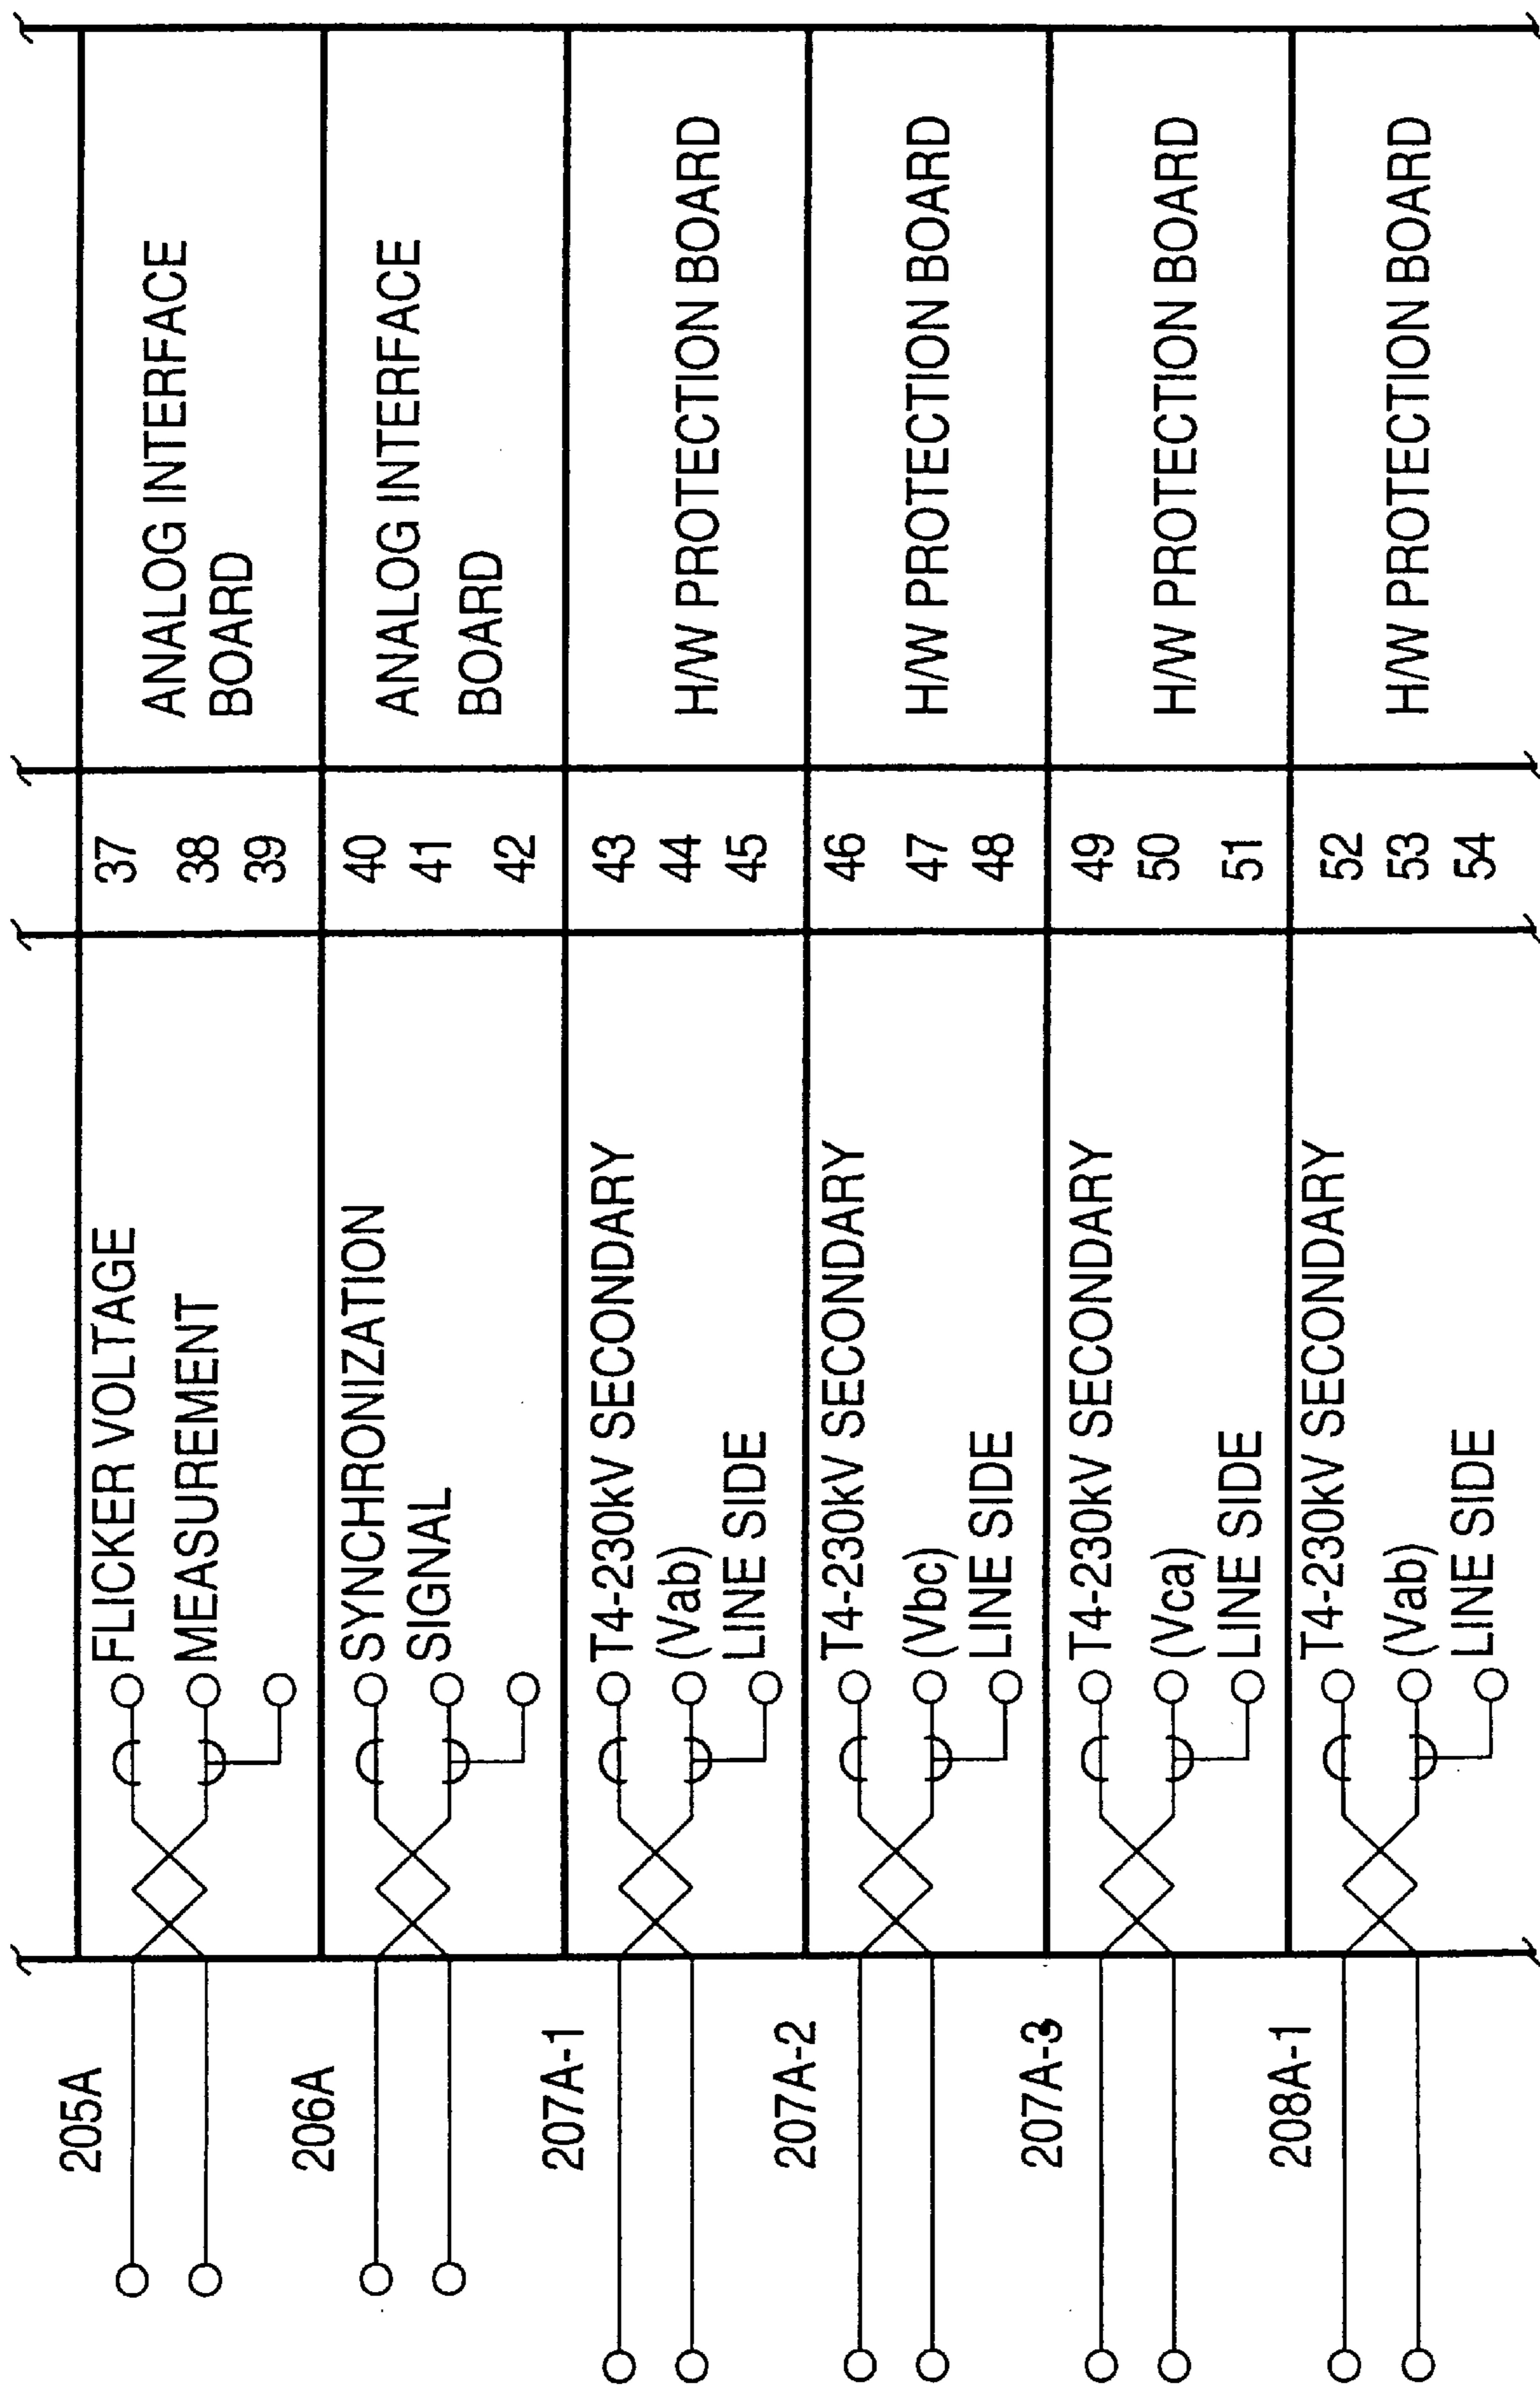 205A
FLICKER VOLTAGE
MEASUREMENT
37
38
39
ANALOG INTERFACE
BOARD
206A
SYNCHRONIZATION
SIGNAL
40
41
42
ANALOG INTERFACE
BOARD
207A-1
T4-230kV SECONDARY
(Vab)
LINE SIDE
43
44
45
H/W PROTECTION BOARD
207A-2
T4-230kV SECONDARY
(Vbc)
LINE SIDE
46
47
48
H/W PROTECTION BOARD
207A-3
T4-230kV SECONDARY
(Vca)
LINE SIDE
49
50
51
H/W PROTECTION BOARD
208A-1
T4-230kV SECONDARY
(Vab)
LINE SIDE
52
53
54
H/W PROTECTION BOARD